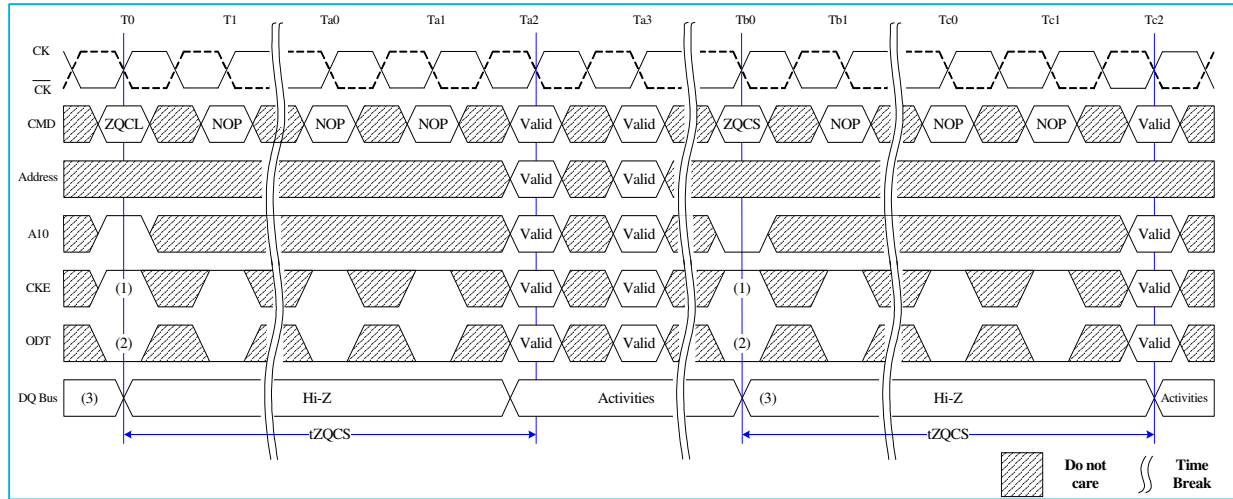 T0 T1 Ta0 Ta1 Ta2 Ta3 Tb0 Tb1 Tc0 Tc1 Tc2
CK
CK
CMD ZQCL NOP NOP NOP Valid Valid ZQCS NOP NOP NOP Valid
Address Valid Valid
A10 Valid Valid Valid
CKE (1) Valid Valid (1) Valid
ODT (2) Valid Valid (2) Valid
DQ Bus (3) Hi-Z Activities (3) Hi-Z Activities
tZQCS tZQCS
Do not care
Time Break